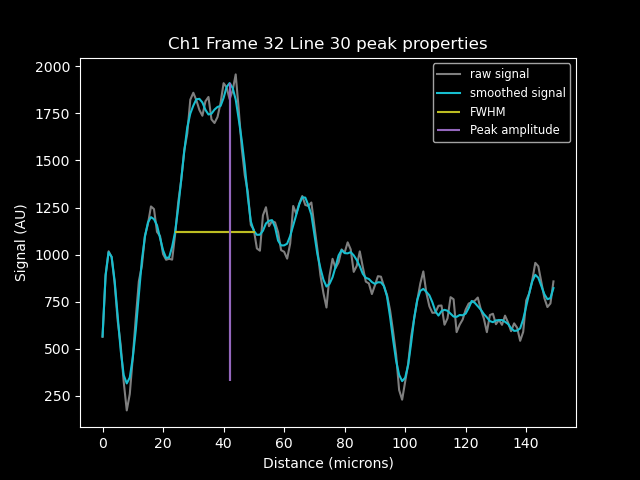 Ch1 Frame 32 Line 30 peak properties
raw signal
smoothed signal
FWHM
Peak amplitude
Signal (AU)
2000
1750
1500
1250
1000
750
500
250
0 20 40 60 80 100 120 140
Distance (microns)